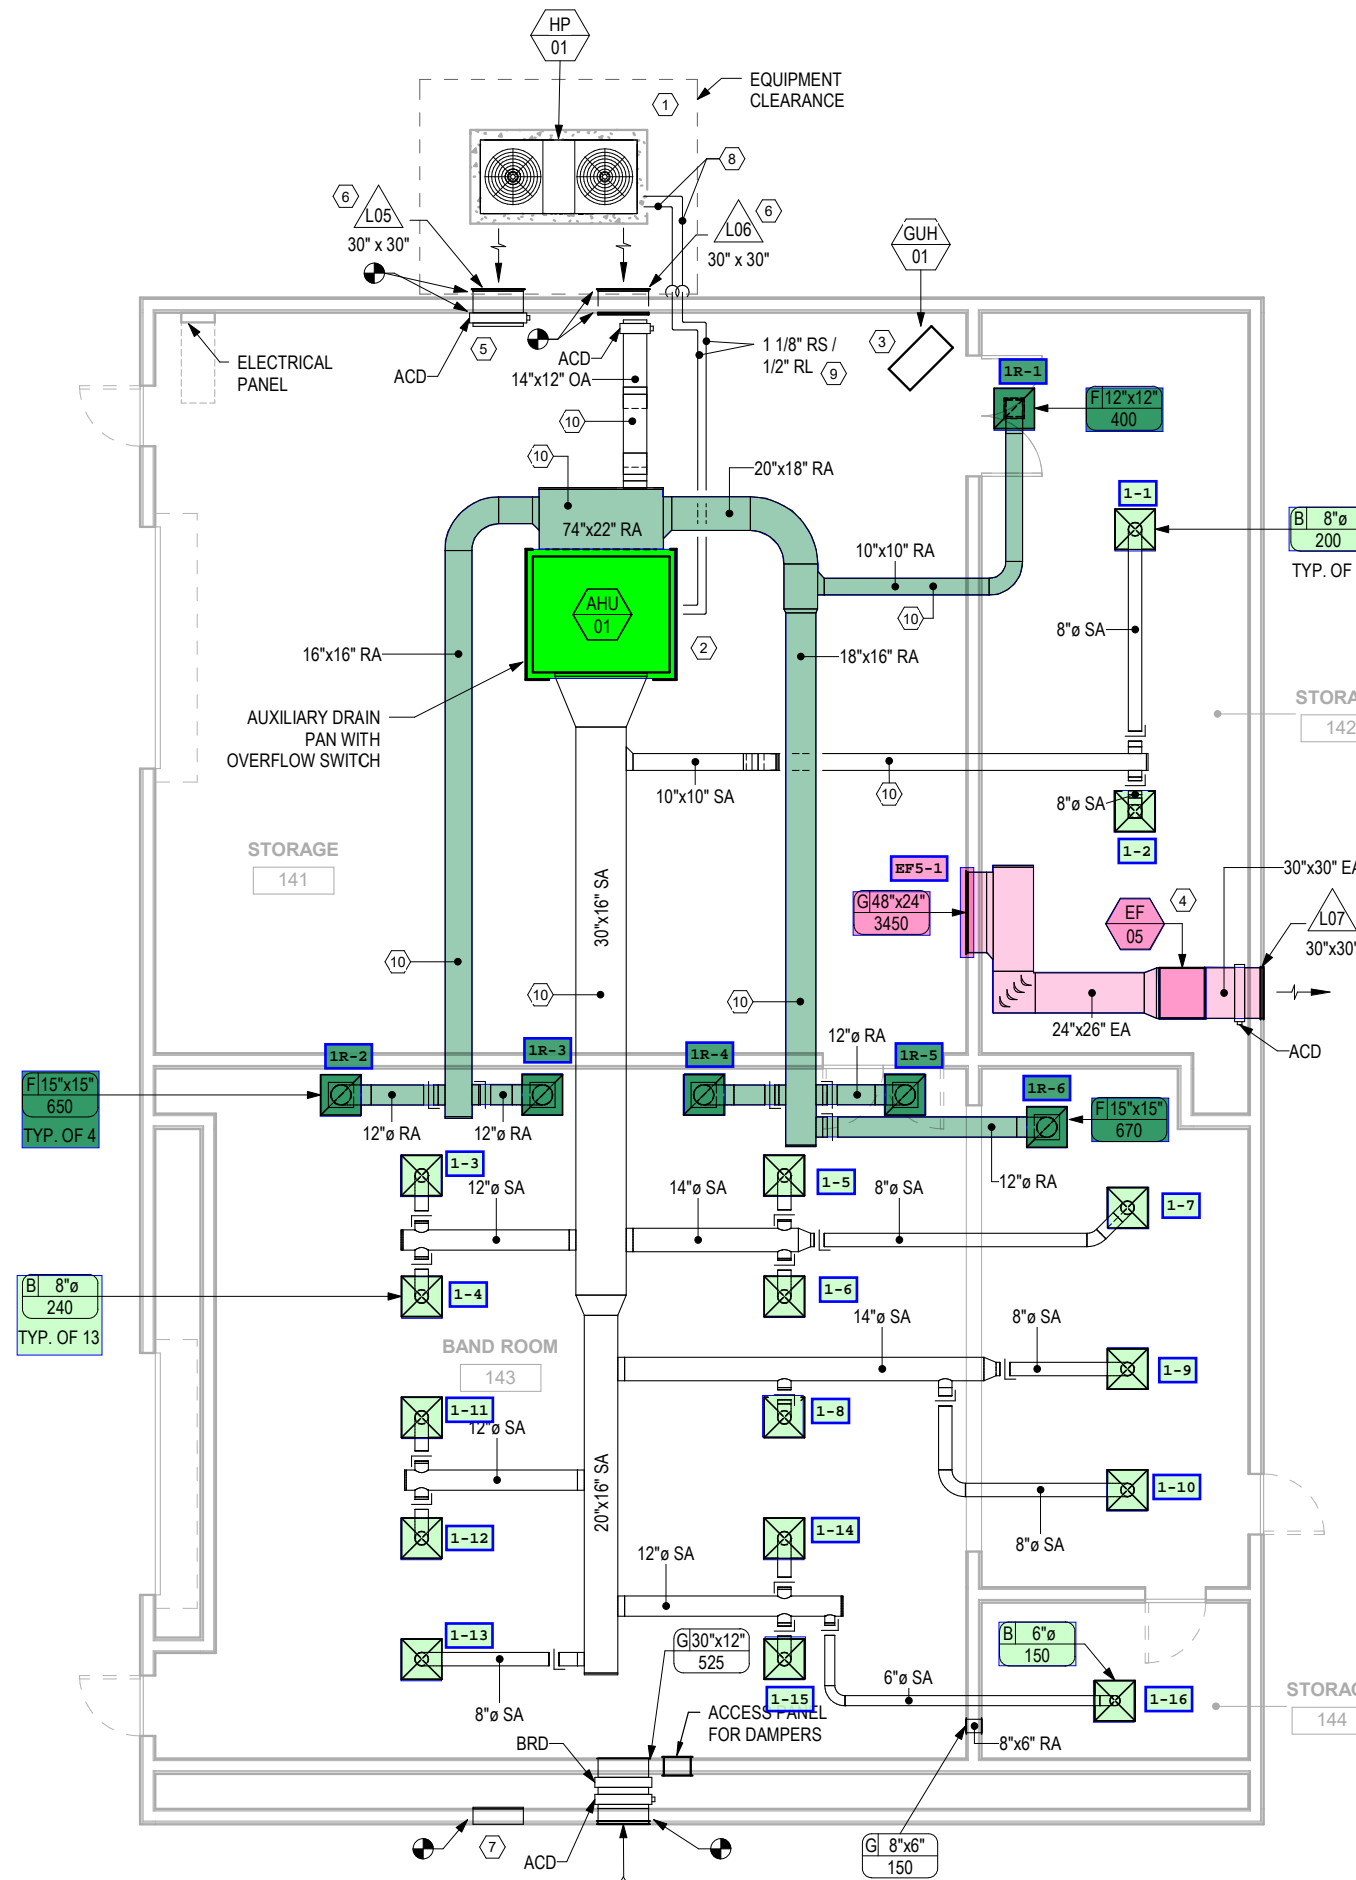 HP
01
EQUIPMENT
CLEARANCE
1
8
6
L05
30" x 30"
L06
6
30" x 30"
GUH
01
ELECTRICAL
PANEL
ACD
5
ACD
14"x12" OA
1 1/8" RS /
1/2" RL
9
3
1R-1
F 12"x12"
400
10
10
20"x18" RA
74"x22" RA
1-1
B 8"ø
200
TYP. OF
10"x10" RA
10
AHU
01
2
16"x16" RA
18"x16" RA
8"ø SA
AUXILIARY DRAIN
PAN WITH
OVERFLOW SWITCH
STORA
142
10"x10" SA
10
8"ø SA
1-2
STORAGE
141
30"x16" SA
EF5-1
G 48"x24"
3450
30"x30" EA
EF
05
4
L07
30"x30"
10
10
10
24"x26" EA
ACD
12"ø RA
1R-2
1R-3
1R-4
1R-5
1R-6
F 15"x15"
650
TYP. OF 4
F 15"x15"
670
12"ø RA
12"ø RA
12"ø RA
1-3
12"ø SA
14"ø SA
1-5
8"ø SA
1-7
B 8"ø
240
TYP. OF 13
1-4
1-6
14"ø SA
8"ø SA
BAND ROOM
143
1-9
1-11
12"ø SA
1-8
20"x16" SA
1-10
1-12
1-14
8"ø SA
12"ø SA
1-13
G 30"x12"
525
B 6"ø
150
8"ø SA
1-15
6"ø SA
1-16
STORAG
144
ACCESS PANEL
FOR DAMPERS
BRD
8"x6" RA
7
ACD
G 8"x6"
150